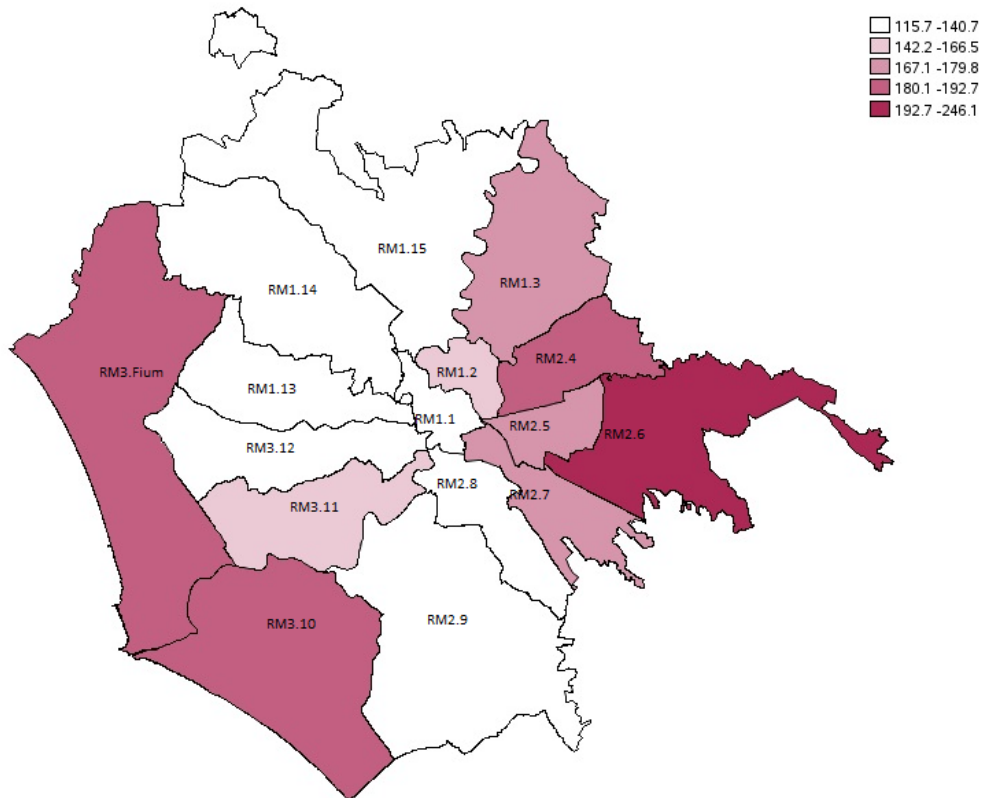 115.7 -140.7
142.2 -166.5
167.1 -179.8
180.1 -192.7
192.7 -246.1
RM1.15
RM1.3
RM1.14
RM2.4
RM3.Fium
RM1.2
RM1.13
RM1.1
RM2.5
RM2.6
RM3.12
RM2.8
RM2.7
RM3.11
RM2.9
RM3.10